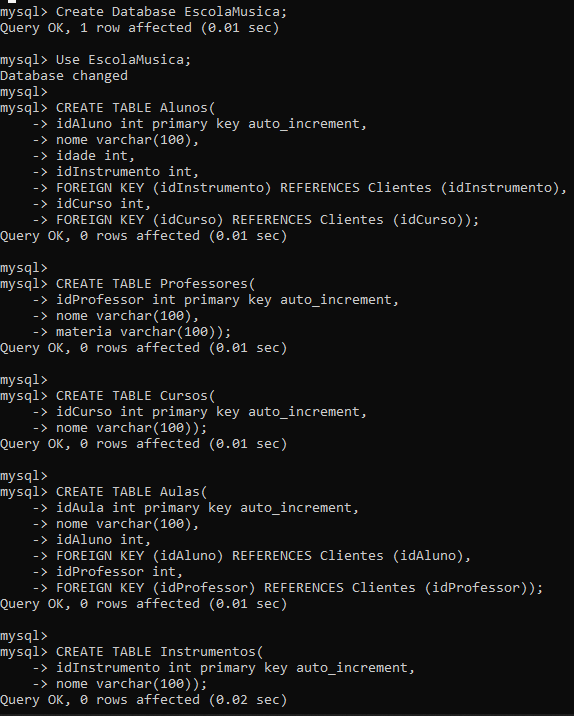 mysql> Create Database EscolaMusica;
Query OK, 1 row affected (0.01 sec)

mysql> Use EscolaMusica;
Database changed
mysql>
mysql> CREATE TABLE Alunos(
    -> idAluno int primary key auto_increment,
    -> nome varchar(100),
    -> idade int,
    -> idInstrumento int,
    -> FOREIGN KEY (idInstrumento) REFERENCES Clientes (idInstrumento),
    -> idCurso int,
    -> FOREIGN KEY (idCurso) REFERENCES Clientes (idCurso));
Query OK, 0 rows affected (0.01 sec)

mysql>
mysql> CREATE TABLE Professores(
    -> idProfessor int primary key auto_increment,
    -> nome varchar(100),
    -> materia varchar(100));
Query OK, 0 rows affected (0.01 sec)

mysql>
mysql> CREATE TABLE Cursos(
    -> idCurso int primary key auto_increment,
    -> nome varchar(100));
Query OK, 0 rows affected (0.01 sec)

mysql>
mysql> CREATE TABLE Aulas(
    -> idAula int primary key auto_increment,
    -> nome varchar(100),
    -> idAluno int,
    -> FOREIGN KEY (idAluno) REFERENCES Clientes (idAluno),
    -> idProfessor int,
    -> FOREIGN KEY (idProfessor) REFERENCES Clientes (idProfessor));
Query OK, 0 rows affected (0.01 sec)

mysql>
mysql> CREATE TABLE Instrumentos(
    -> idInstrumento int primary key auto_increment,
    -> nome varchar(100));
Query OK, 0 rows affected (0.02 sec)